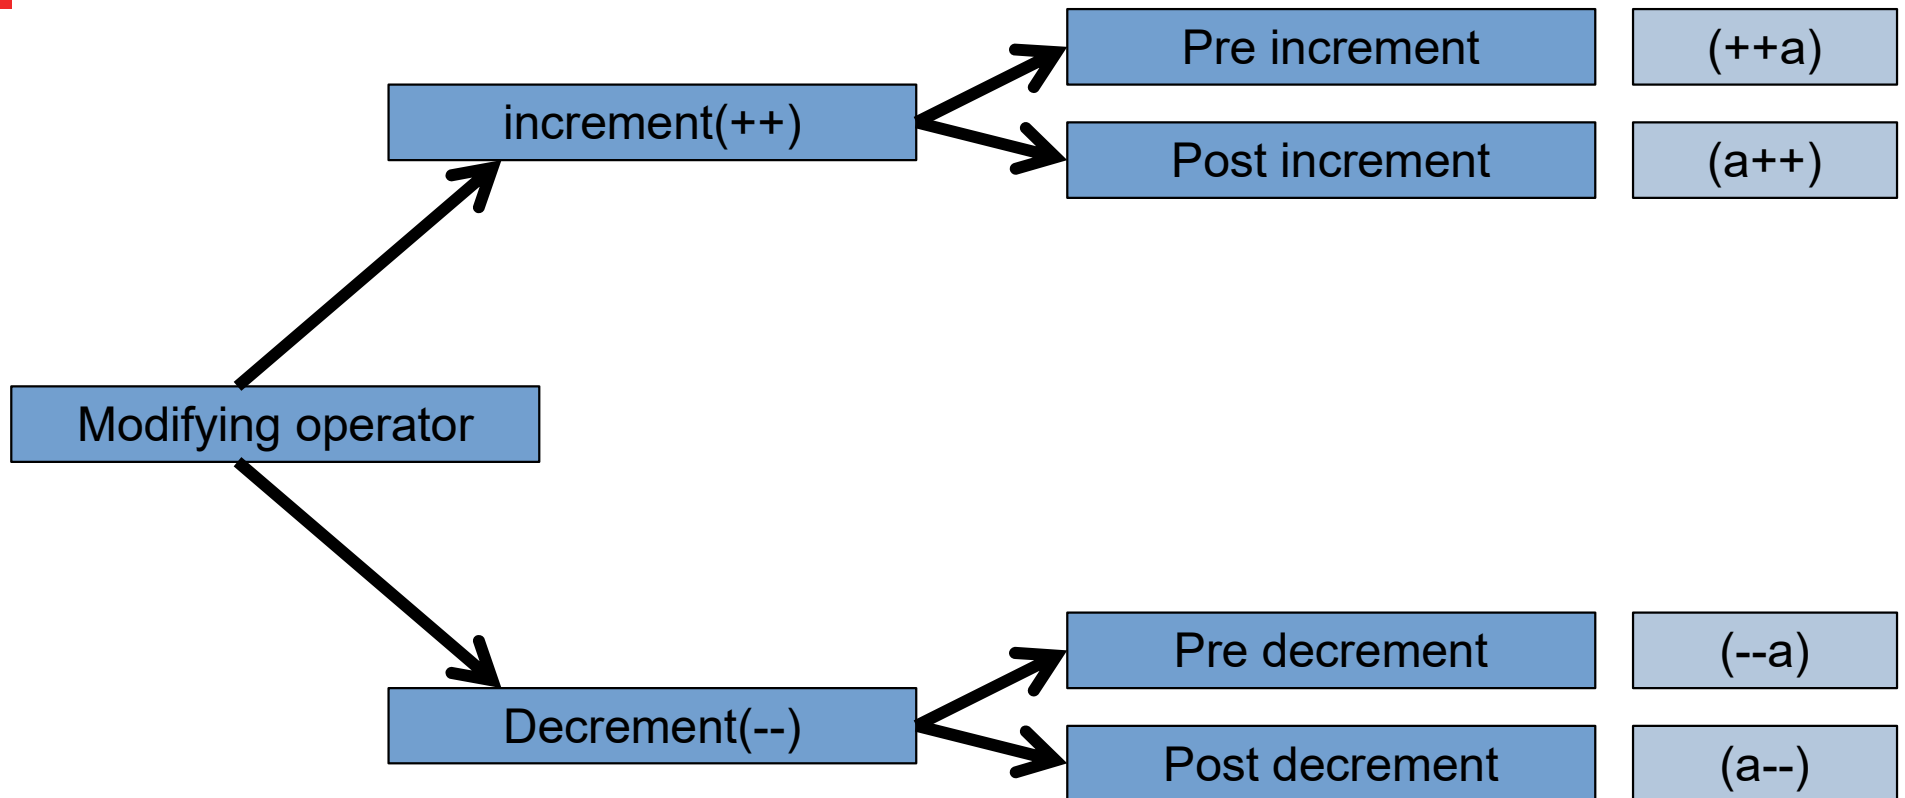 Pre increment
(++a)
increment(++)
Post increment
(a++)
Modifying operator
Pre decrement
(--a)
Decrement(--)
Post decrement
(a--)